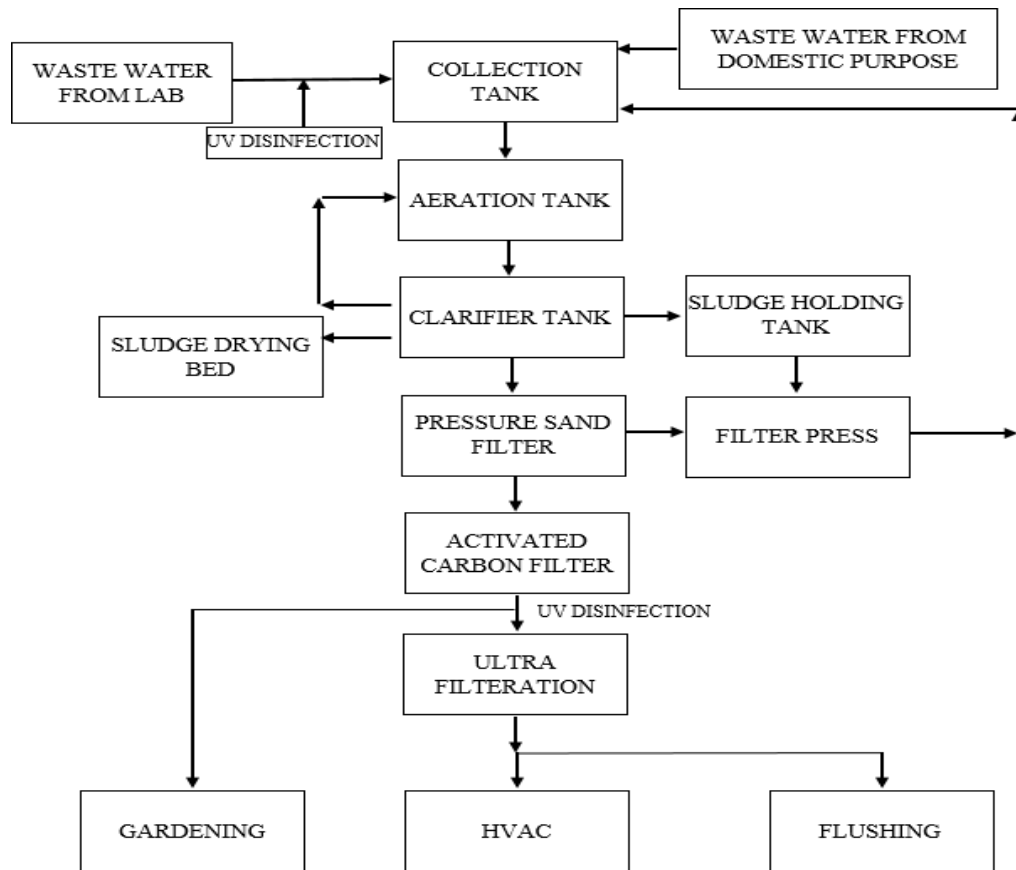 WASTE WATER
FROM LAB
COLLECTION
TANK
WASTE WATER FROM
DOMESTIC PURPOSE
UV DISINFECTION
AERATION TANK
CLARIFIER TANK
SLUDGE HOLDING
TANK
SLUDGE DRYING
BED
PRESSURE SAND
FILTER
FILTER PRESS
ACTIVATED
CARBON FILTER
UV DISINFECTION
ULTRA
FILTERATION
GARDENING
HVAC
FLUSHING